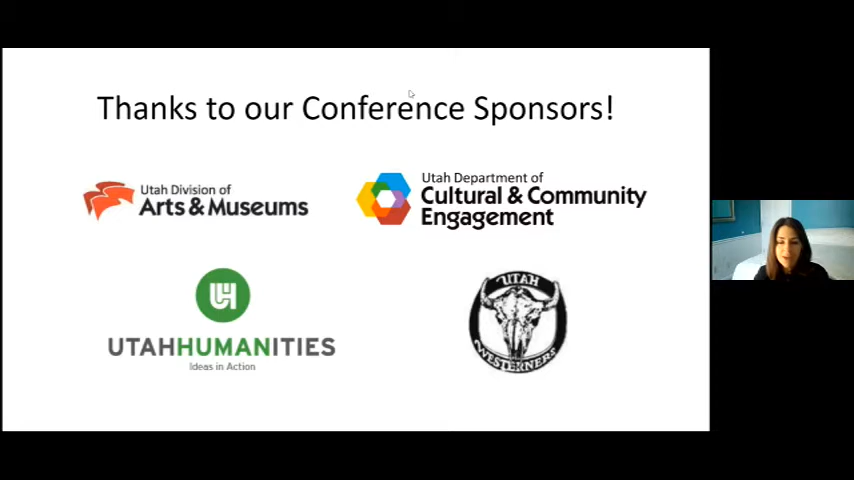 Thanks to our Conference Sponsors!
Utah Division of
Arts & Museums
Utah Department of
Cultural & Community
Engagement
UTAHHUMANITIES
Ideas in Action
UTAH
WESTERNERS